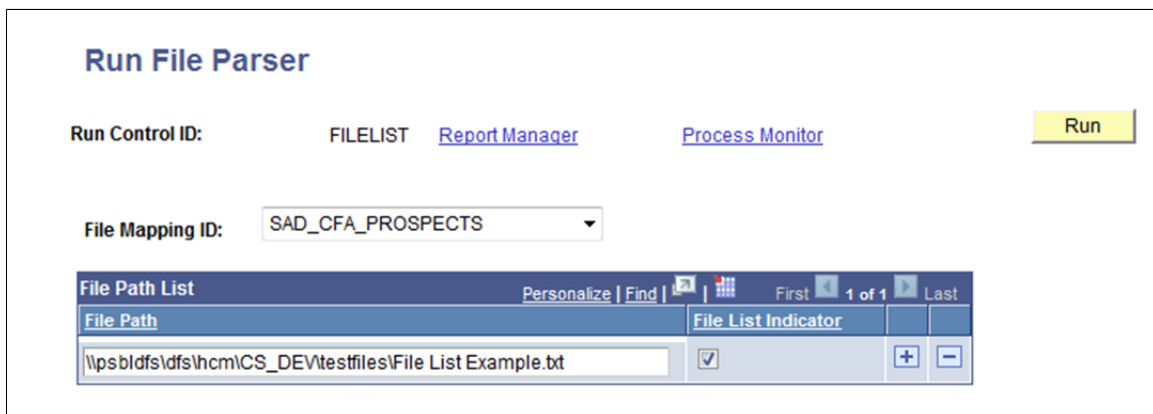 Run File Parser
Run Control ID: FILELIST Report Manager Process Monitor Run
File Mapping ID: SAD_CFA_PROSPECTS
File Path List Personalize | Find | | First 1 of 1 Last
File Path File List Indicator
\\psbldfs\dfs\hcm\CS_DEV\testfiles\File List Example.txt